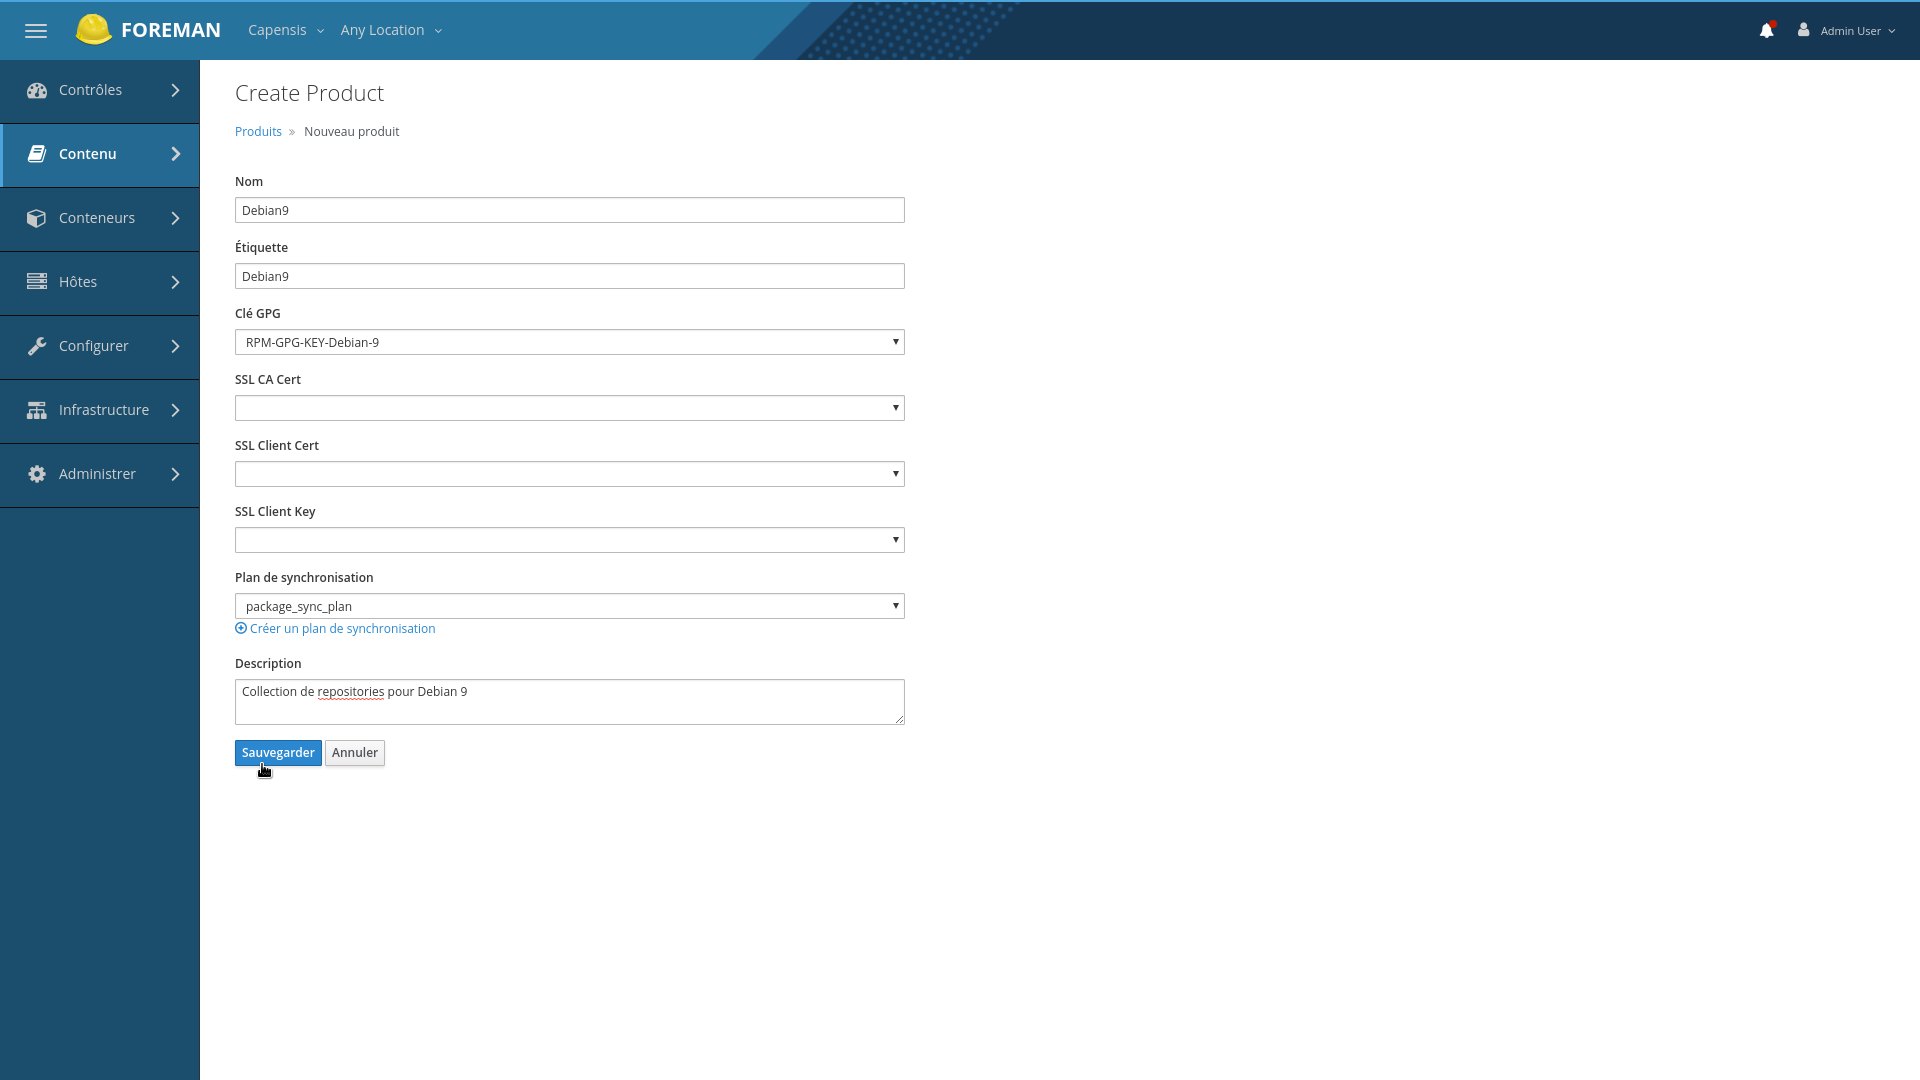 FOREMAN Capensis Any Location Admin User
Contrôles
Contenu
Conteneurs
Hôtes
Configurer
Infrastructure
Administrer
Create Product
Produits » Nouveau produit
Nom
Debian9
Étiquette
Debian9
Clé GPG
RPM-GPG-KEY-Debian-9
SSL CA Cert
SSL Client Cert
SSL Client Key
Plan de synchronisation
package_sync_plan
Créer un plan de synchronisation
Description
Collection de repositories pour Debian 9
Sauvegarder Annuler